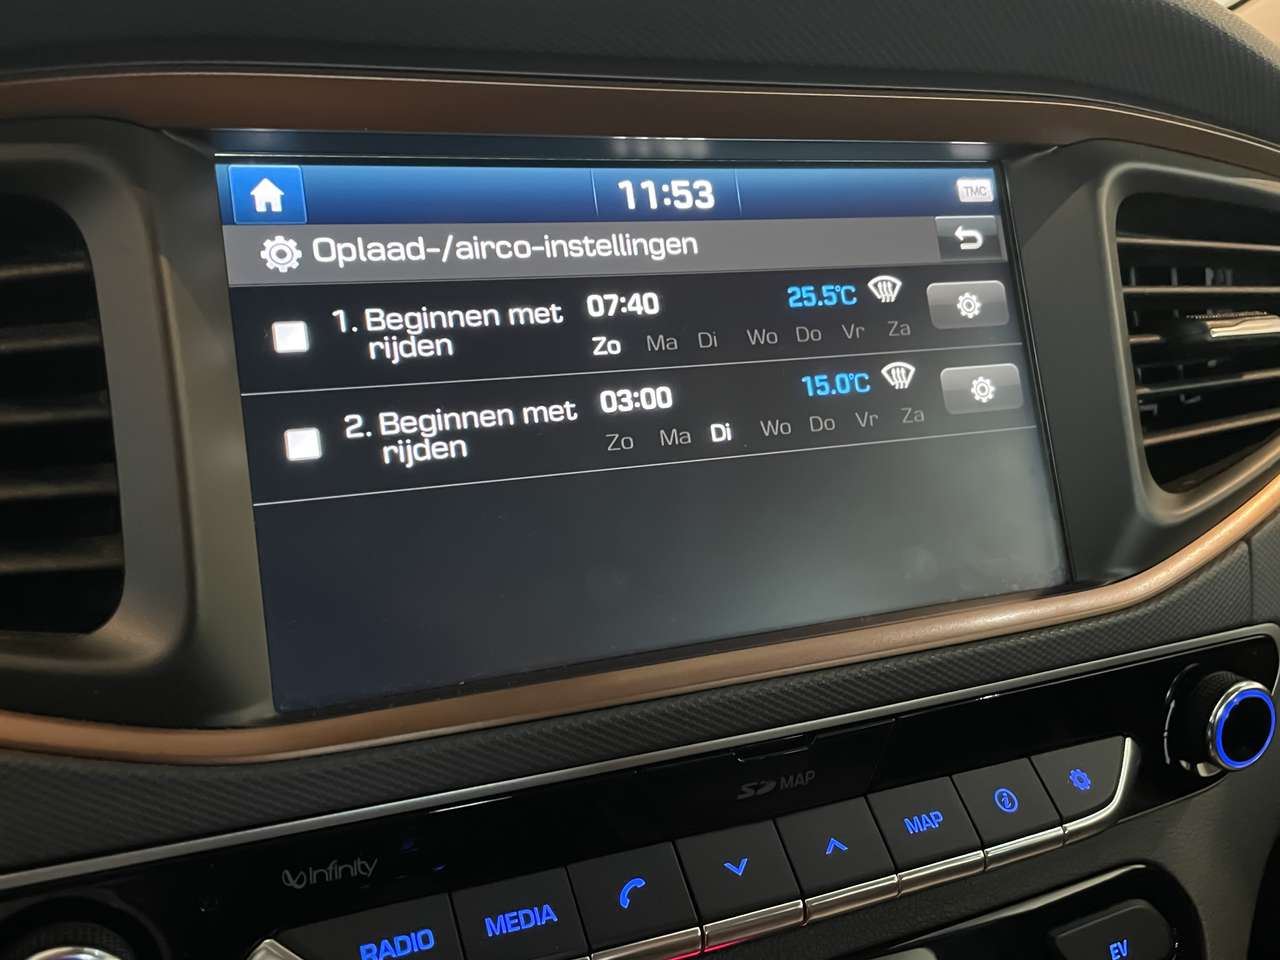 11:53
TMC
Oplaad-/airco-instellingen
1. Beginnen met
rijden
07:40
25.5°C
Zo Ma Di Wo Do Vr Za
2. Beginnen met
rijden
03:00
15.0°C
Zo Ma Di Wo Do Vr Za
SD MAP
infinity
RADIO
MEDIA
MAP
EV